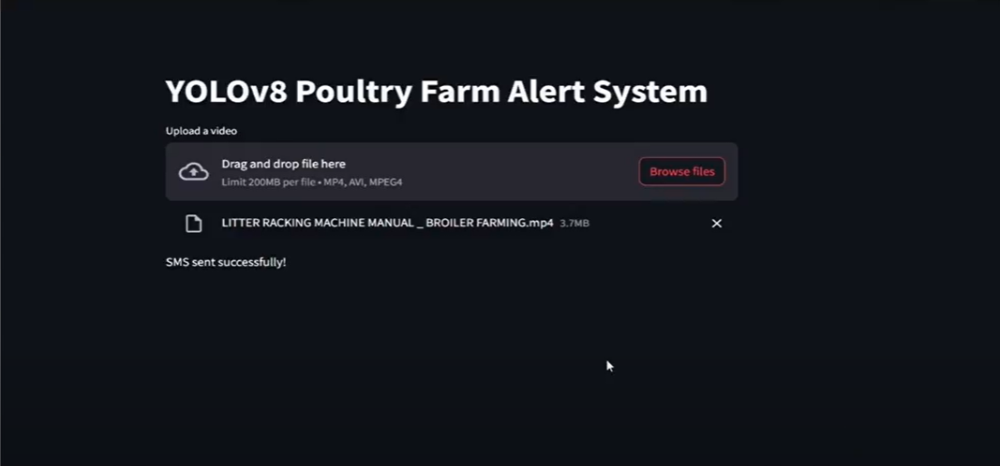 YOLOv8 Poultry Farm Alert System
Upload a video
Drag and drop file here
Limit 200MB per file • MP4, AVI, MPEG4
Browse files
LITTER RACKING MACHINE MANUAL _ BROILER FARMING.mp4 3.7MB
SMS sent successfully!